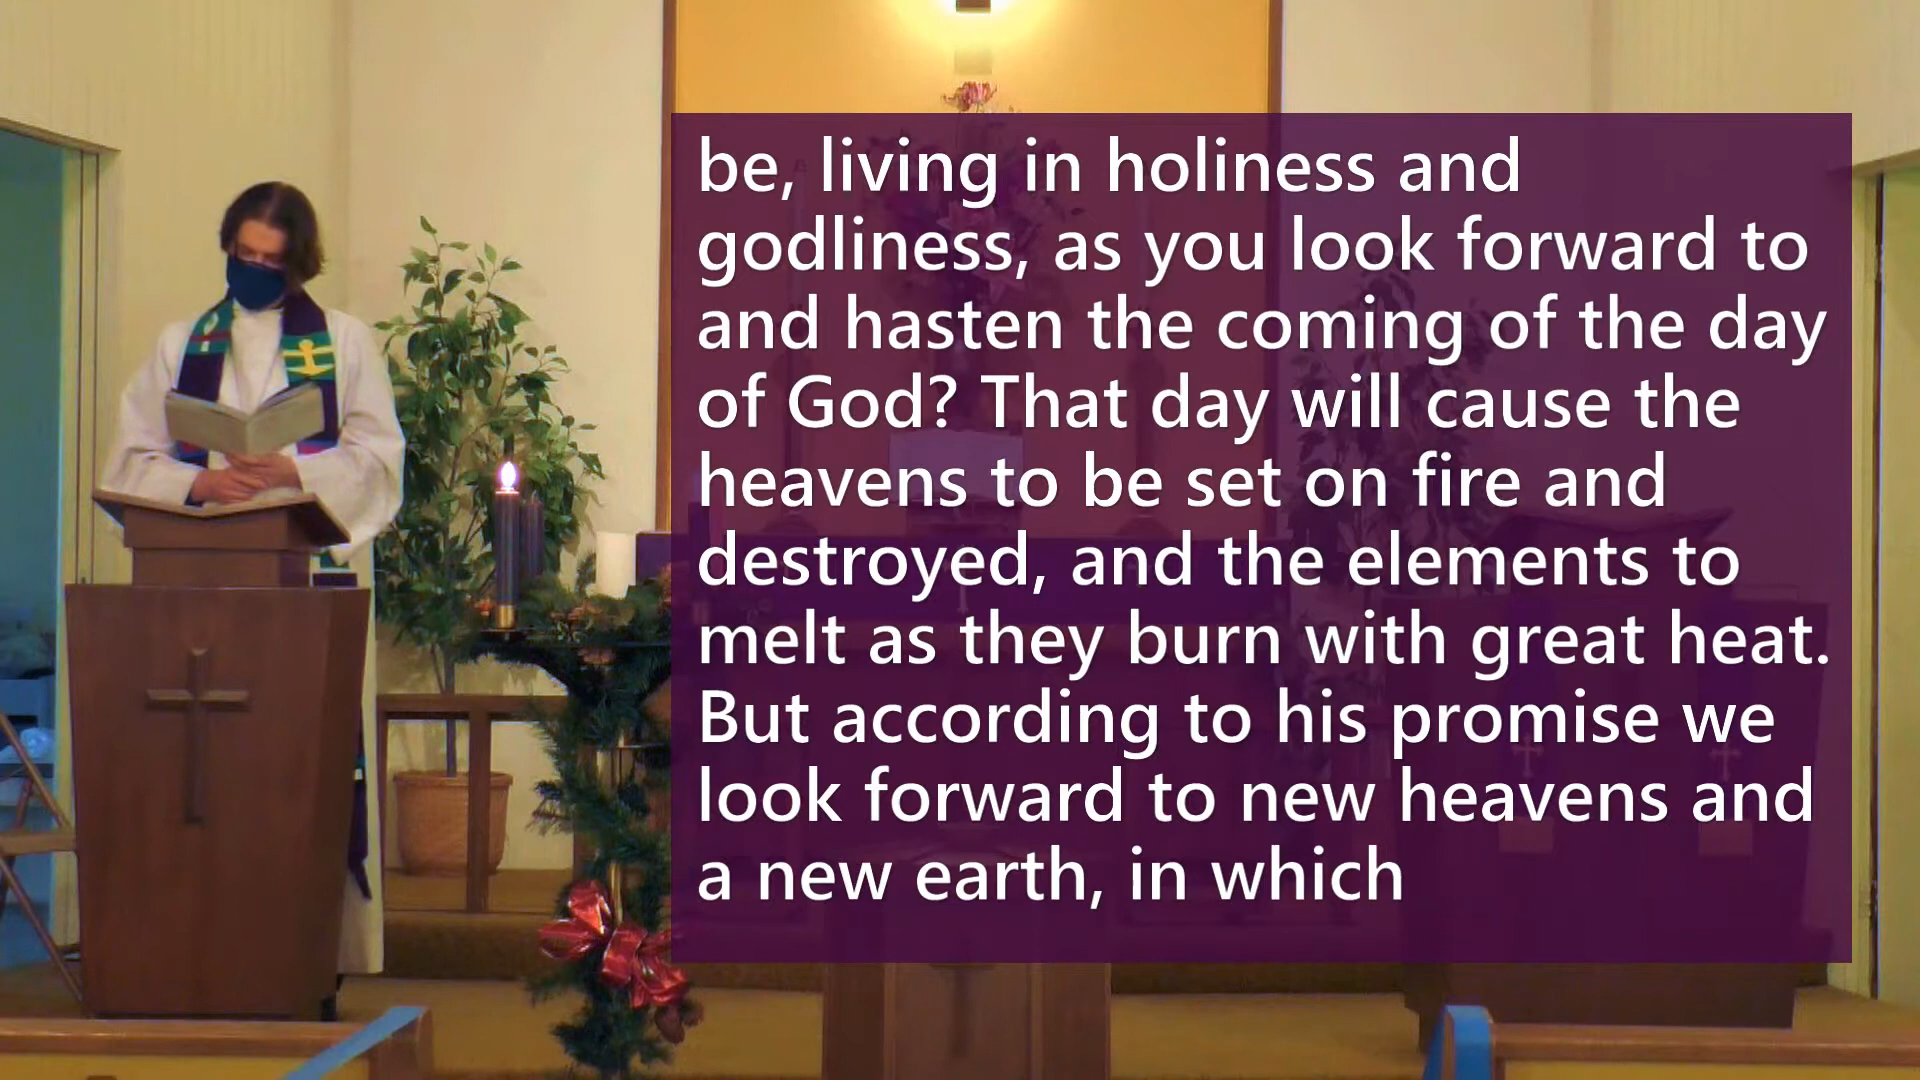 be, living in holiness and
godliness, as you look forward to
and hasten the coming of the day
of God? That day will cause the
heavens to be set on fire and
destroyed, and the elements to
melt as they burn with great heat.
But according to his promise we
look forward to new heavens and
a new earth, in which